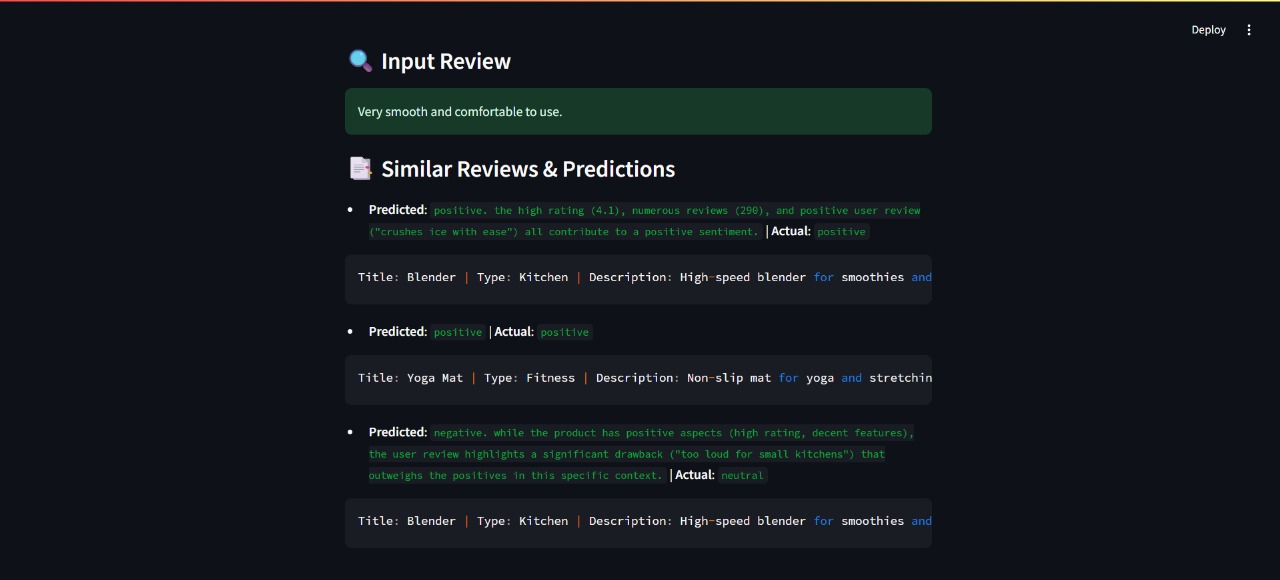 Deploy
Input Review
Very smooth and comfortable to use.
Similar Reviews & Predictions
Predicted: positive. the high rating (4.1), numerous reviews (290), and positive user review
("crushes ice with ease") all contribute to a positive sentiment. | Actual: positive
Title: Blender | Type: Kitchen | Description: High-speed blender for smoothies and
Predicted: positive | Actual: positive
Title: Yoga Mat | Type: Fitness | Description: Non-slip mat for yoga and stretchin
Predicted: negative. while the product has positive aspects (high rating, decent features),
the user review highlights a significant drawback ("too loud for small kitchens") that
outweighs the positives in this specific context. | Actual: neutral
Title: Blender | Type: Kitchen | Description: High-speed blender for smoothies and